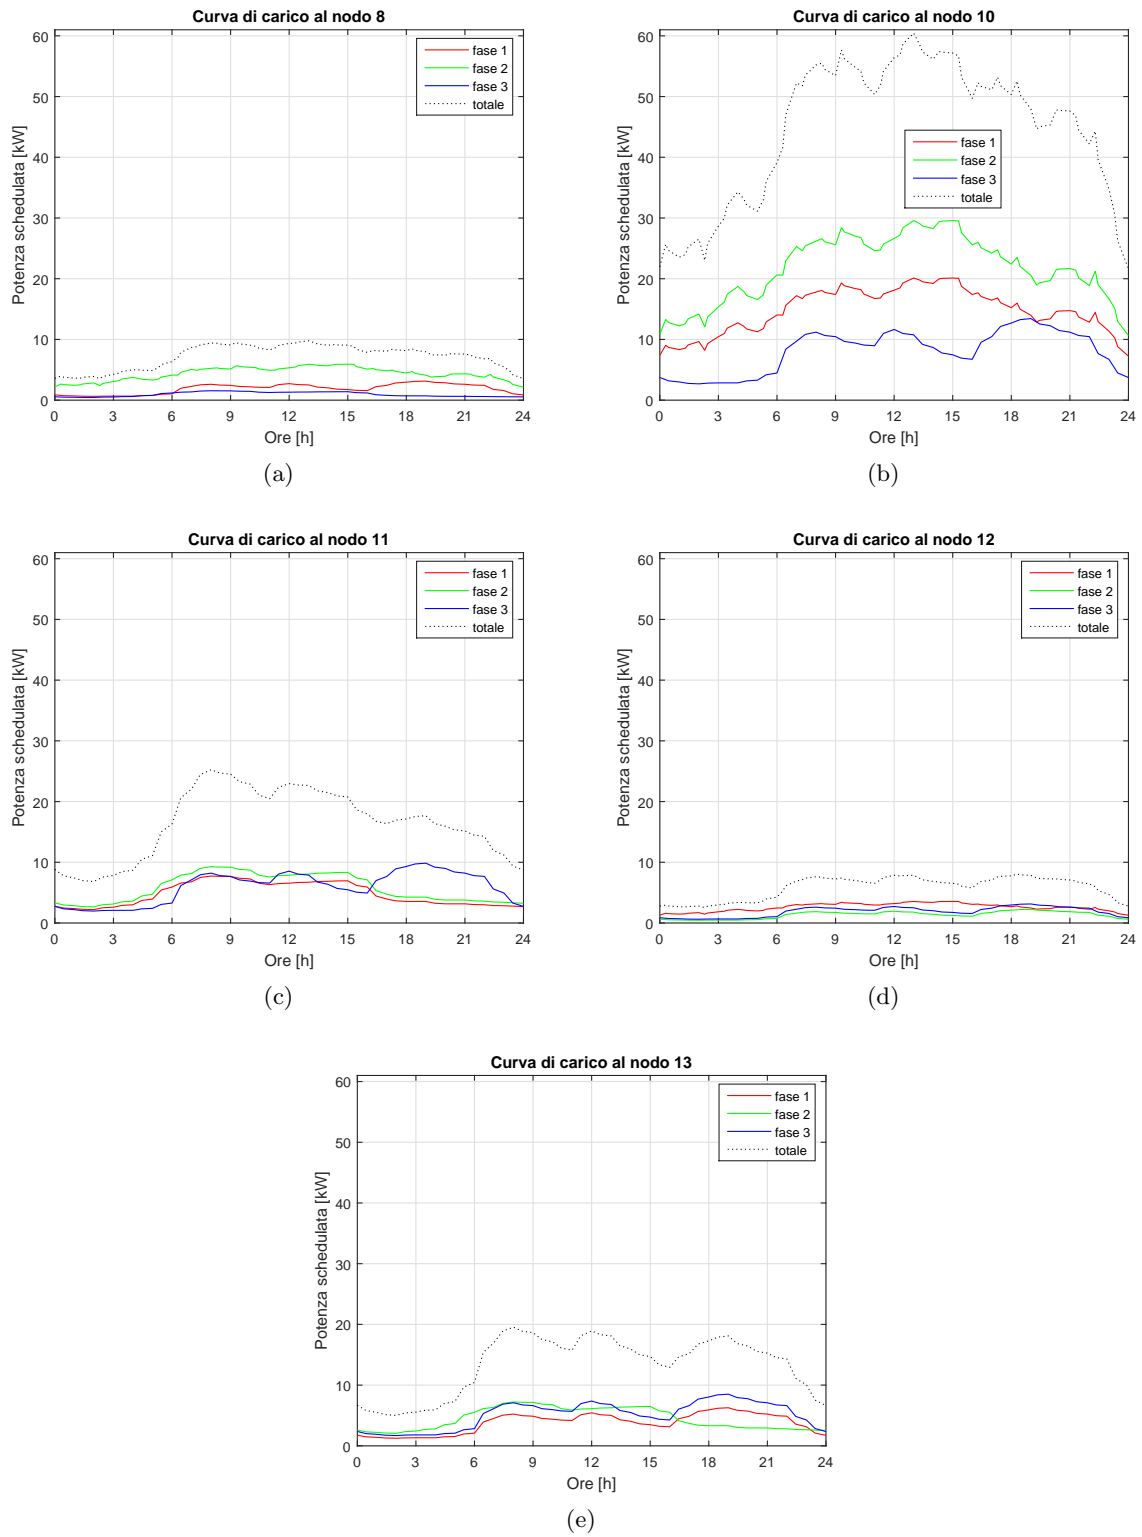 Curva di carico al nodo 8
Potenza schedulata [kW]
60
50
40
30
20
10
0
fase 1
fase 2
fase 3
totale
0 3 6 9 12 15 18 21 24
Ore [h]
(a)
Curva di carico al nodo 10
Potenza schedulata [kW]
60
50
40
30
20
10
0
fase 1
fase 2
fase 3
totale
0 3 6 9 12 15 18 21 24
Ore [h]
(b)
Curva di carico al nodo 11
Potenza schedulata [kW]
60
50
40
30
20
10
0
fase 1
fase 2
fase 3
totale
0 3 6 9 12 15 18 21 24
Ore [h]
(c)
Curva di carico al nodo 12
Potenza schedulata [kW]
60
50
40
30
20
10
0
fase 1
fase 2
fase 3
totale
0 3 6 9 12 15 18 21 24
Ore [h]
(d)
Curva di carico al nodo 13
Potenza schedulata [kW]
60
50
40
30
20
10
0
fase 1
fase 2
fase 3
totale
0 3 6 9 12 15 18 21 24
Ore [h]
(e)